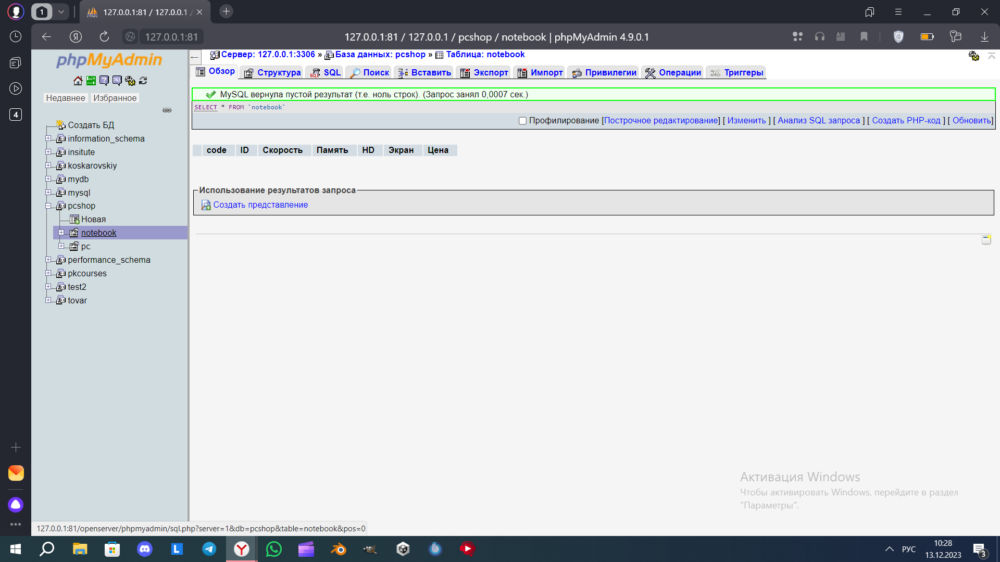 1
127.0.0.1:81 / 127.0.0.1 /
127.0.0.1:81
127.0.0.1:81 / 127.0.0.1 / pcshop / notebook | phpMyAdmin 4.9.0.1
4
phpMyAdmin
Недавнее Избранное
Создать БД
information_schema
insitute
koskarovskiy
mydb
mysql
pcshop
Новая
notebook
pc
performance_schema
pkcourses
test2
tovar
Сервер: 127.0.0.1:3306 » База данных: pcshop » Таблица: notebook
Обзор Структура SQL Поиск Вставить Экспорт Импорт Привилегии Операции Триггеры
MySQL вернула пустой результат (т.е. ноль строк). (Запрос занял 0,0007 сек.)
SELECT * FROM `notebook`
Профилирование [Построчное редактирование] [ Изменить ] [ Анализ SQL запроса ] [ Создать PHP-код ] [ Обновить]
code ID Скорость Память HD Экран Цена
Использование результатов запроса
Создать представление
Активация Windows
Чтобы активировать Windows, перейдите в раздел
"Параметры".
127.0.0.1:81/openserver/phpmyadmin/sql.php?server=1&db=pcshop&table=notebook&pos=0
L
РУС
10:28
13.12.2023
3